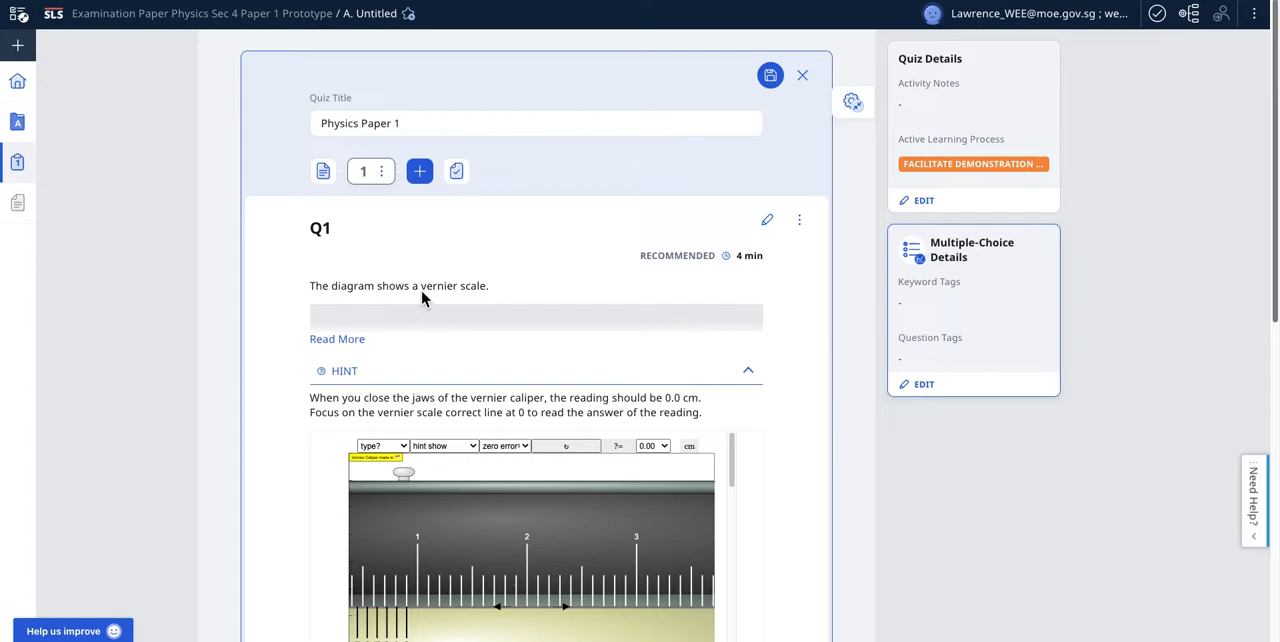 SLS Examination Paper Physics Sec 4 Paper 1 Prototype / A. Untitled
Lawrence_WEE@moe.gov.sg ; we...
A
1
Quiz Title
Physics Paper 1
1
Q1
RECOMMENDED 4 min
The diagram shows a vernier scale.
Read More
HINT
When you close the jaws of the vernier caliper, the reading should be 0.0 cm.
Focus on the vernier scale correct line at 0 to read the answer of the reading.
type? hint show zero error: ↻ ?= 0.00 cm
1 2 3
Quiz Details
Activity Notes
-
Active Learning Process
FACILITATE DEMONSTRATION ...
EDIT
Multiple-Choice
Details
Keyword Tags
-
Question Tags
-
EDIT
Need Help?
Help us improve